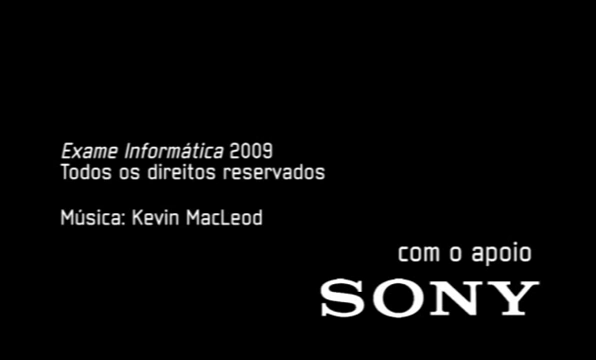 Exame Informática 2009
Todos os direitos reservados
Música: Kevin MacLeod
com o apoio
SONY